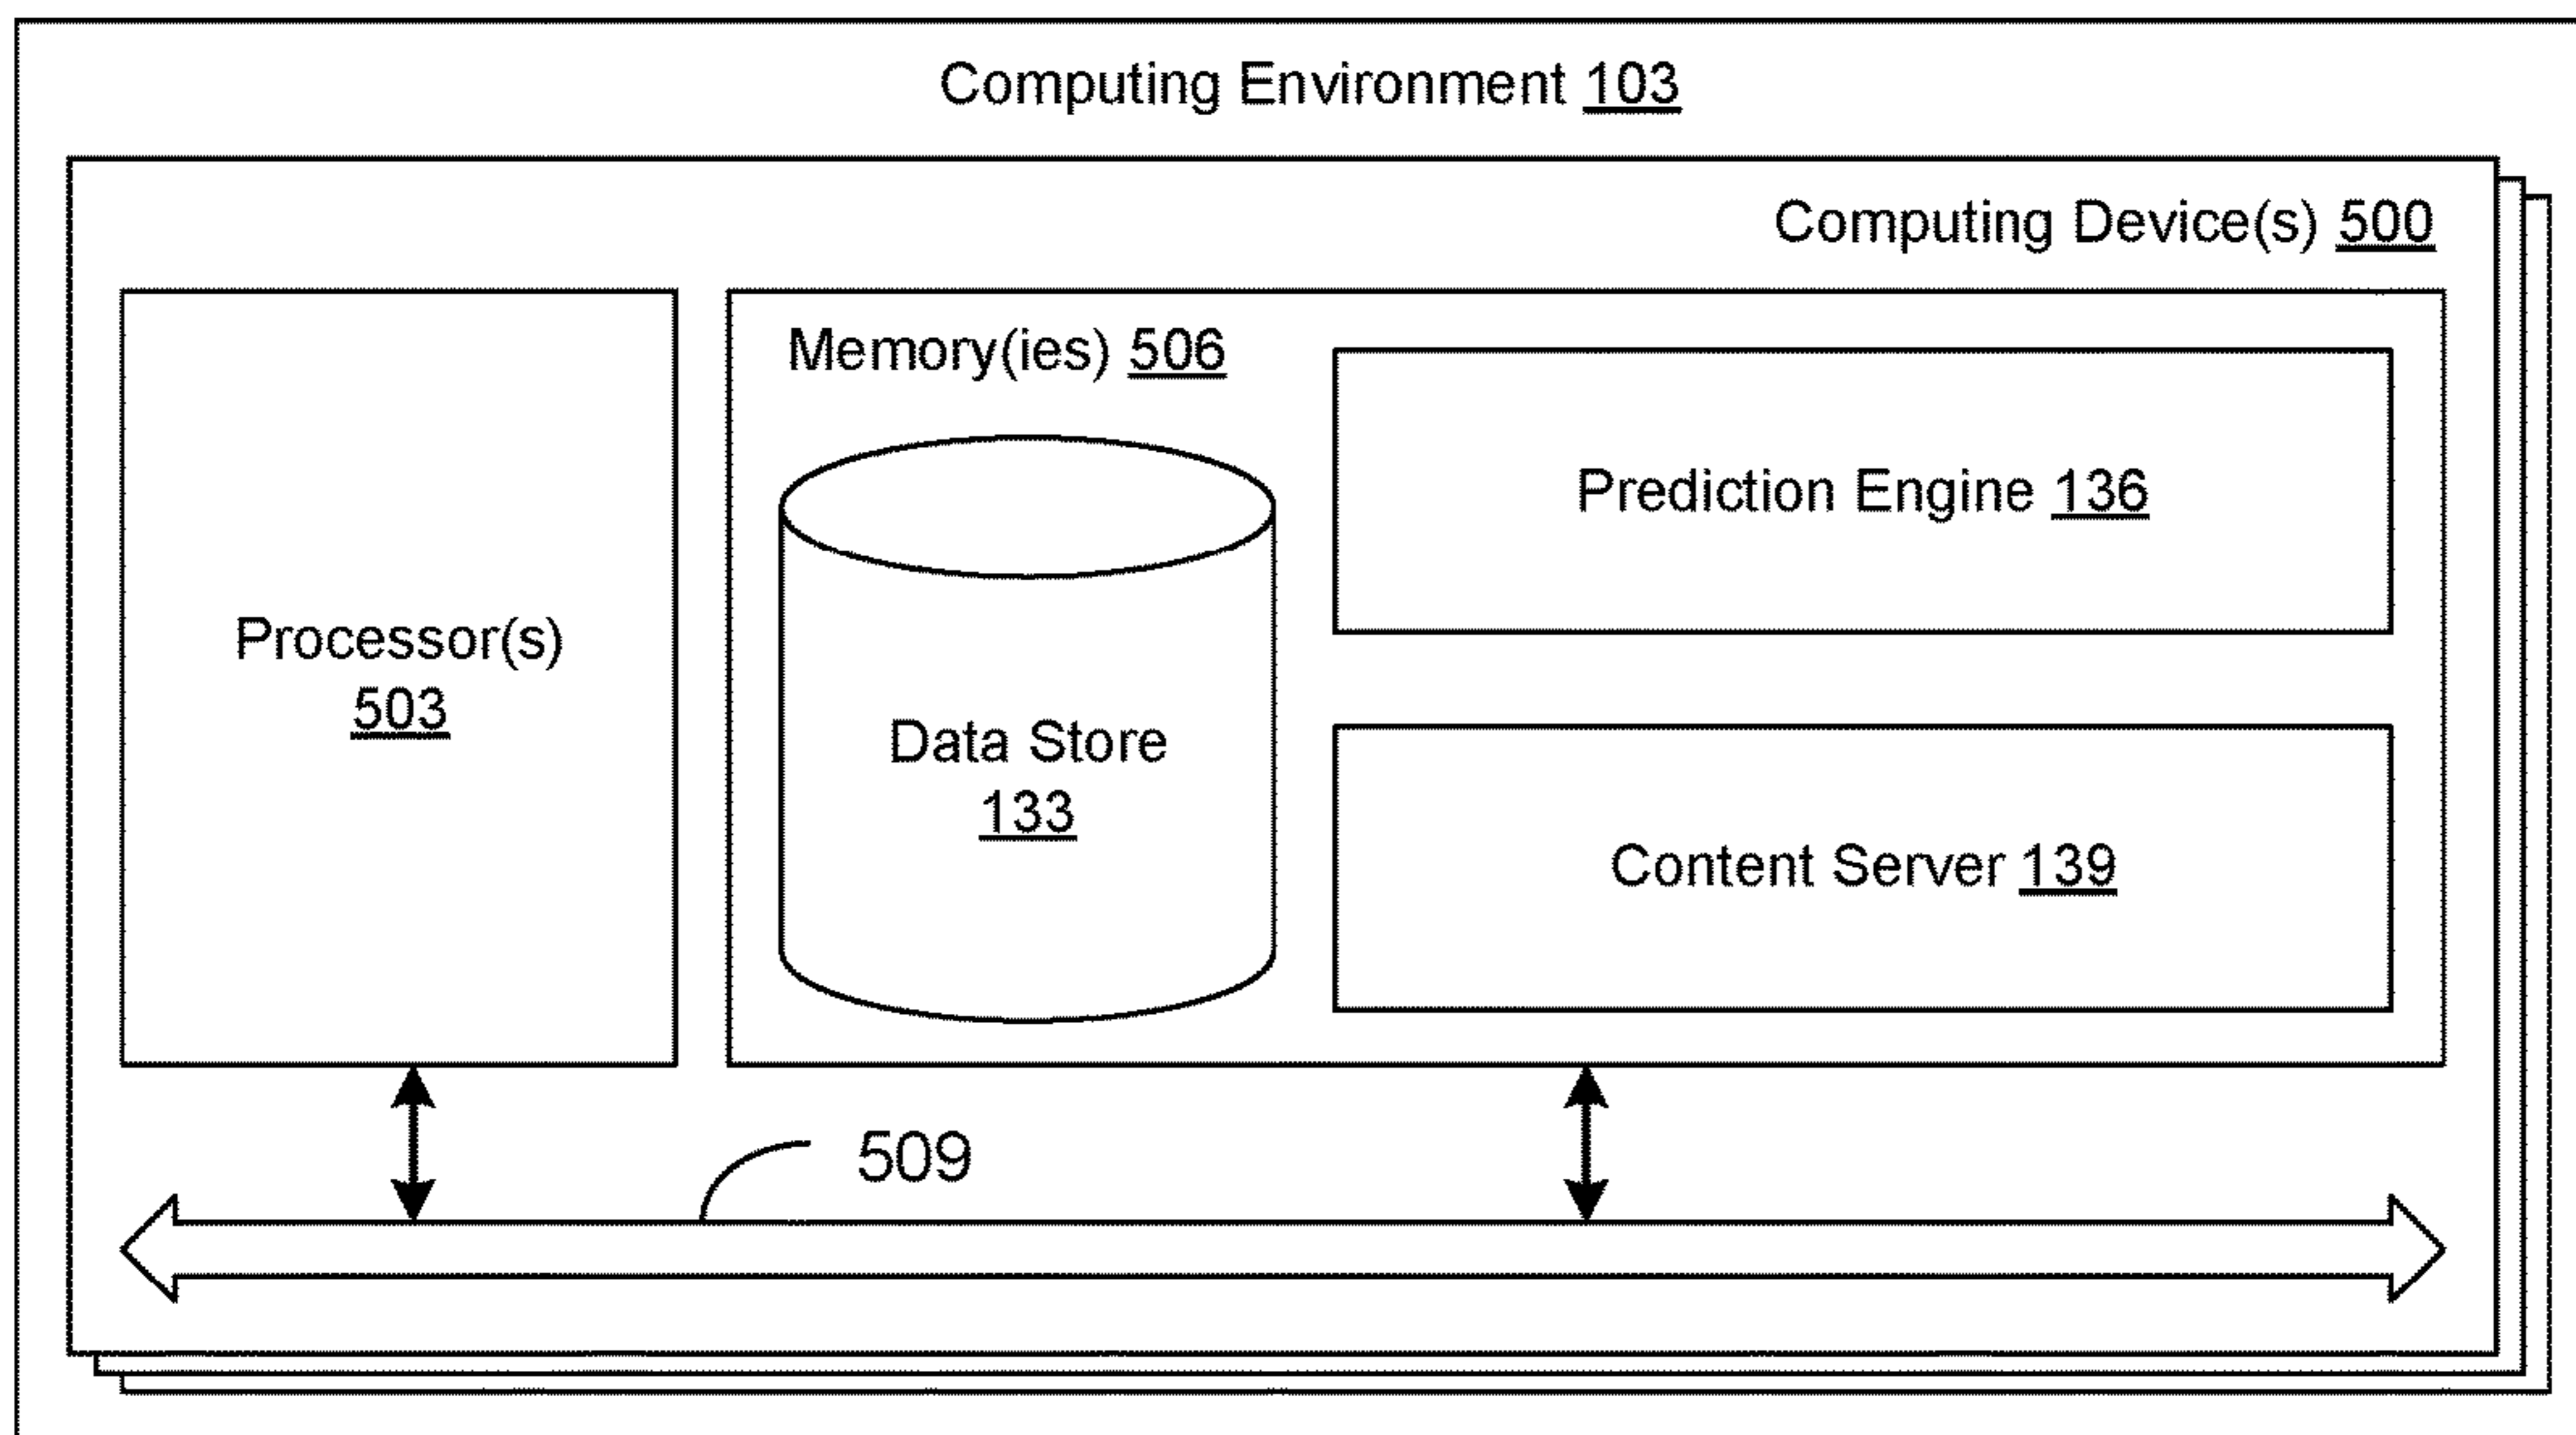 Computing Environment 103
Computing Device(s) 500
Memory(ies) 506
Prediction Engine 136
Processor(s)
503
Data Store
133
Content Server 139
509